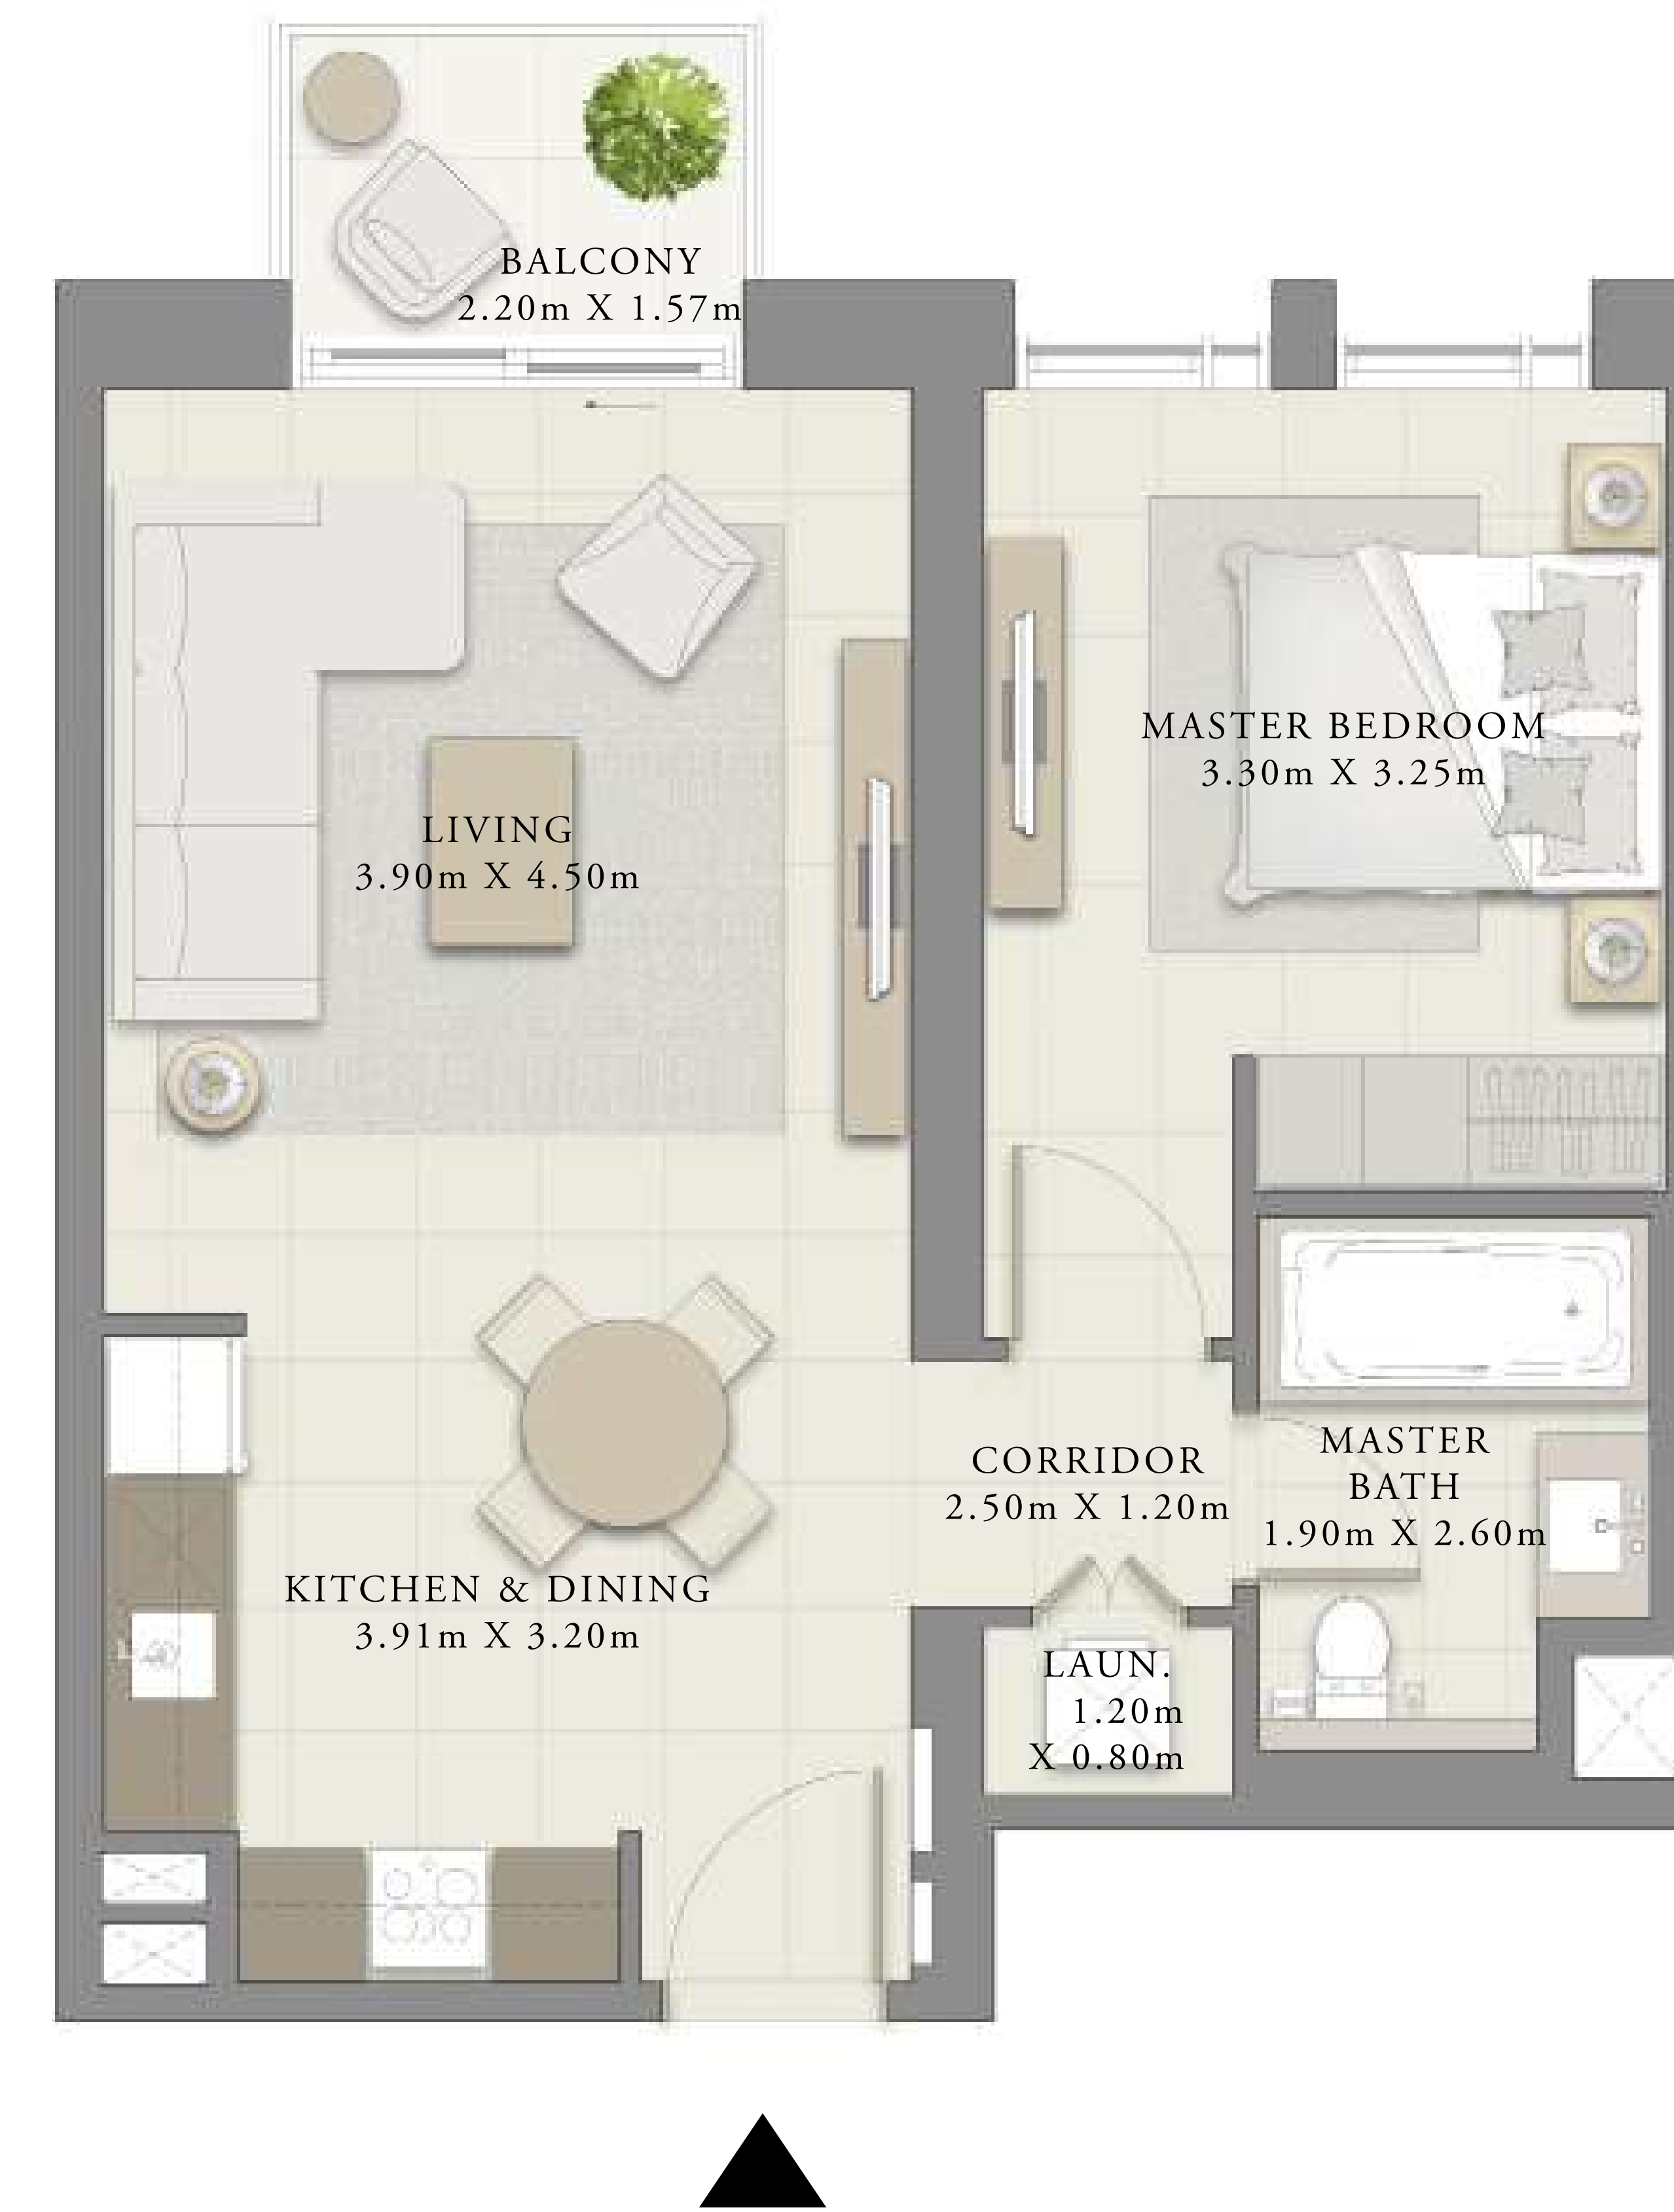 BALCONY
2.20m X 1.57m
MASTER BEDROOM
3.30m X 3.25m
LIVING
3.90m X 4.50m
CORRIDOR
2.50m X 1.20m
MASTER
BATH
1.90m X 2.60m
KITCHEN & DINING
3.91m X 3.20m
LAUN.
1.20m
X 0.80m